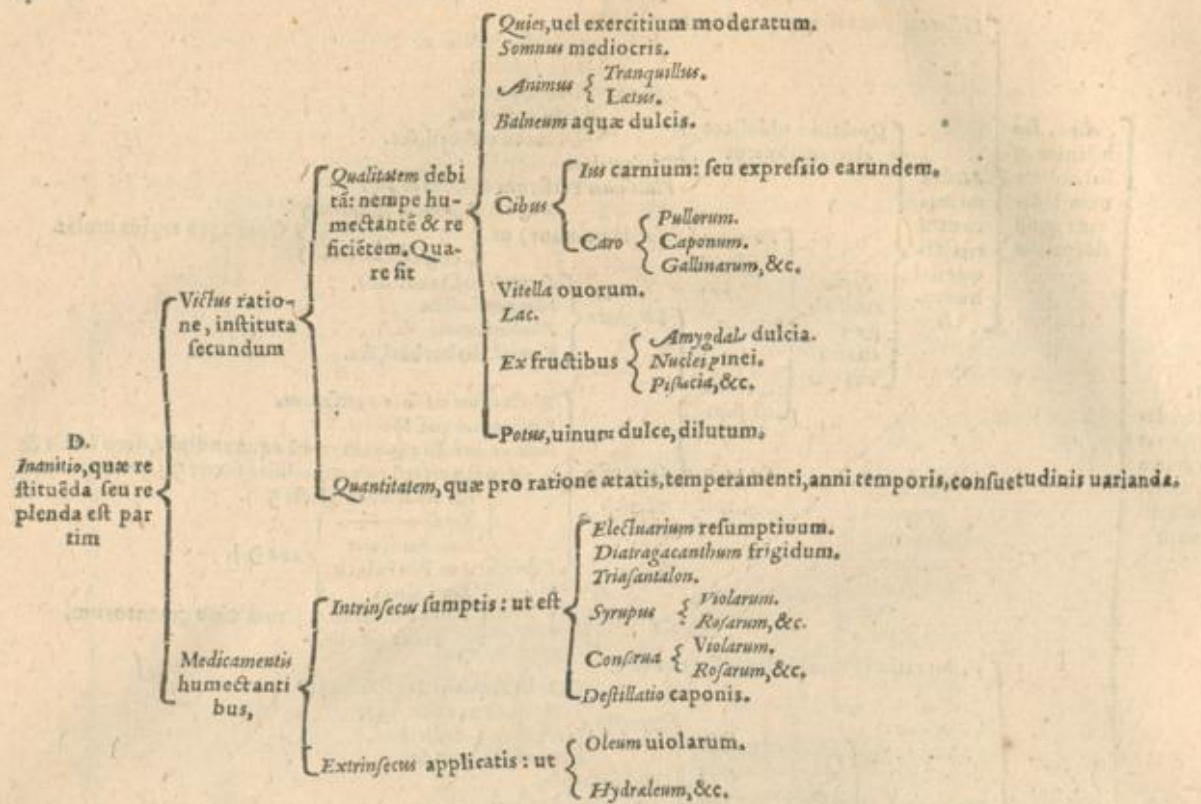 D.
Inanitio, quæ re
stituẽda seu re
plenda est par
tim
Victus ratio-
ne, instituta
secundum
Qualitatem debi
tã: nempe hu-
mectantẽ & re
ficiẽtem. Qua-
re sit
Quies, uel exercitium moderatum.
Somnus mediocris.
Animus
Tranquillus.
Lætus.
Balneum aquæ dulcis.
Cibus
Ius carnium: seu expressio earundem.
Caro
Pullorum.
Caponum.
Gallinarum, &c.
Vitella ouorum.
Lac.
Ex fructibus
Amygdalę dulcia.
Nuclei pinei.
Pistacia, &c.
Potus, uinum dulce, dilutum.
Quantitatem, quæ pro ratione ætatis, temperamenti, anni temporis, consuetudinis uarianda.
Medicamentis
humectanti
bus,
Intrinsecus sumptis: ut est
Electuarium resumptiuum.
Diatragacanthum frigidum.
Triasantalon.
Syrupus
Violarum.
Rosarum, &c.
Conserua
Violarum.
Rosarum, &c.
Destillatio caponis.
Extrinsecus applicatis: ut
Oleum uiolarum.
Hydræleum, &c.